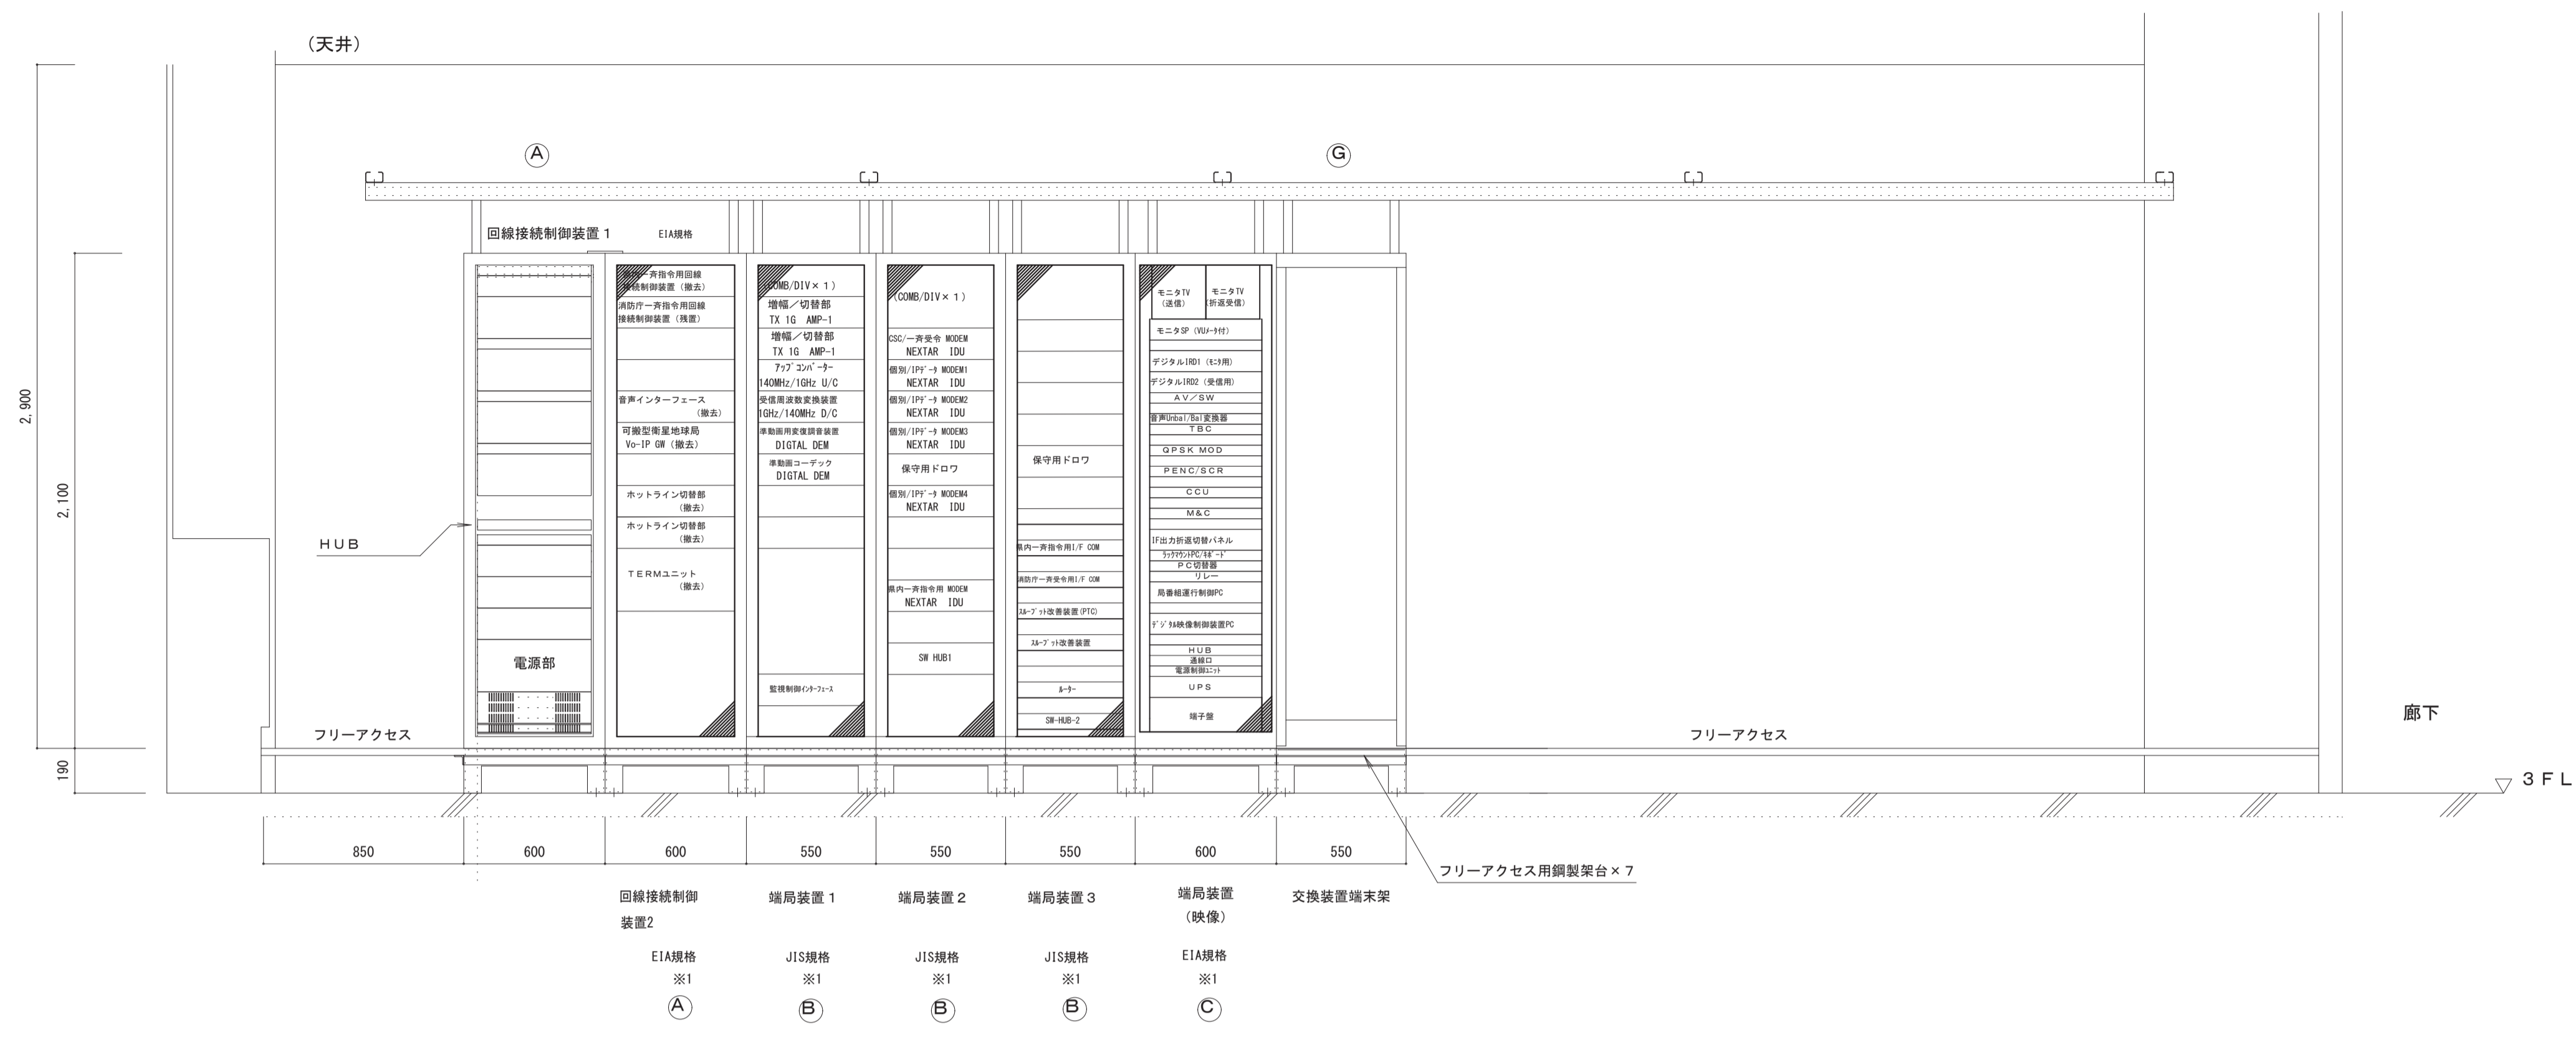 （天井）
A
G
回線接続制御装置１
EIA規格
2,900
2,100
190
HUB
電源部
フリーアクセス
県内一斉指令用回線
接続制御装置（撤去）
消防庁一斉指令用回線
接続制御装置（残置）
音声インターフェース
（撤去）
可搬型衛星地球局
Vo-IP GW（撤去）
ホットライン切替部
（撤去）
ホットライン切替部
（撤去）
ＴＥＲＭユニット
（撤去）
(COMB/DIV×１)
増幅／切替部
TX 1G AMP-1
増幅／切替部
TX 1G AMP-1
ｱｯﾌﾟｺﾝﾊﾞｰﾀｰ
140MHz/1GHz U/C
受信周波数変換装置
1GHz/140MHz D/C
準動画用変復調音装置
DIGTAL DEM
準動画コーデック
DIGTAL DEM
監視制御ｲﾝﾀｰﾌｪｰｽ
(COMB/DIV×１)
CSC/一斉受令 MODEM
NEXTAR IDU
個別/IPﾃﾞｰﾀ MODEM1
NEXTAR IDU
個別/IPﾃﾞｰﾀ MODEM2
NEXTAR IDU
個別/IPﾃﾞｰﾀ MODEM3
NEXTAR IDU
保守用ドロワ
個別/IPﾃﾞｰﾀ MODEM4
NEXTAR IDU
県内一斉指令用 MODEM
NEXTAR IDU
SW HUB1
保守用ドロワ
県内一斉指令用I/F COM
消防庁一斉受令用I/F COM
ｽﾙｰﾌﾟｯﾄ改善装置(PTC)
ｽﾙｰﾌﾟｯﾄ改善装置
ﾙｰﾀｰ
SW-HUB-2
モニタTV
（送信）
モニタTV
（折返受信）
モニタSP（VUﾒｰﾀ付）
デジタルIRD1（ﾓﾆﾀ用）
デジタルIRD2（受信用）
ＡＶ／ＳＷ
音声Unbal/Bal変換器
ＴＢＣ
ＱＰＳＫ ＭＯＤ
ＰＥＮＣ/ＳＣＲ
ＣＣＵ
Ｍ＆Ｃ
IF出力折返切替パネル
ﾗｯｸﾏｳﾝﾄPC/ｷﾎﾞｰﾄﾞ
ＰＣ切替器
リレー
局番組運行制御PC
ﾃﾞｼﾞﾀﾙ映像制御装置PC
ＨＵＢ
通線口
電源制御ﾕﾆｯﾄ
ＵＰＳ
端子盤
フリーアクセス
廊下
３ＦＬ
850
600
600
550
550
550
600
550
フリーアクセス用鋼製架台×７
回線接続制御
装置2
EIA規格
※1
A
端局装置１
JIS規格
※1
B
端局装置２
JIS規格
※1
B
端局装置３
JIS規格
※1
B
端局装置
（映像）
EIA規格
※1
C
交換装置端末架